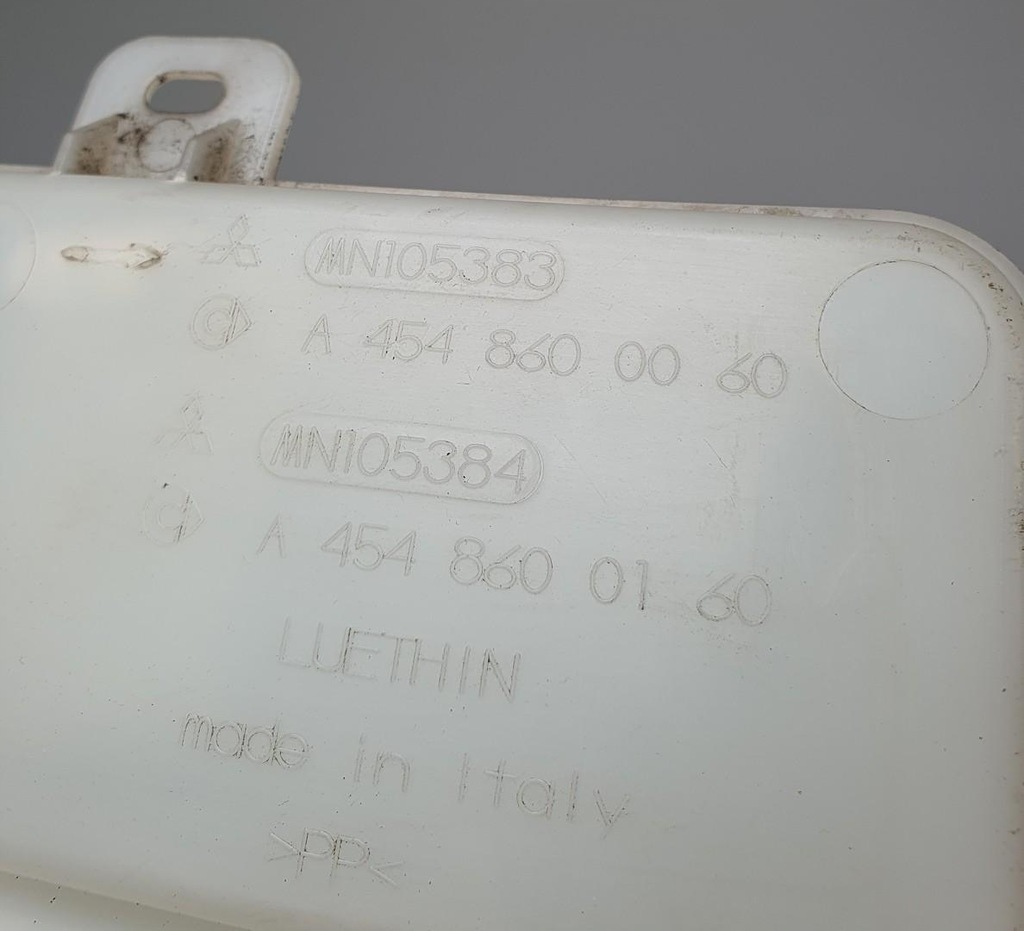 MN105383
A 454 860 00 60
MN105384
A 454 860 01 60
LUETHIN
made in Italy
>PP<